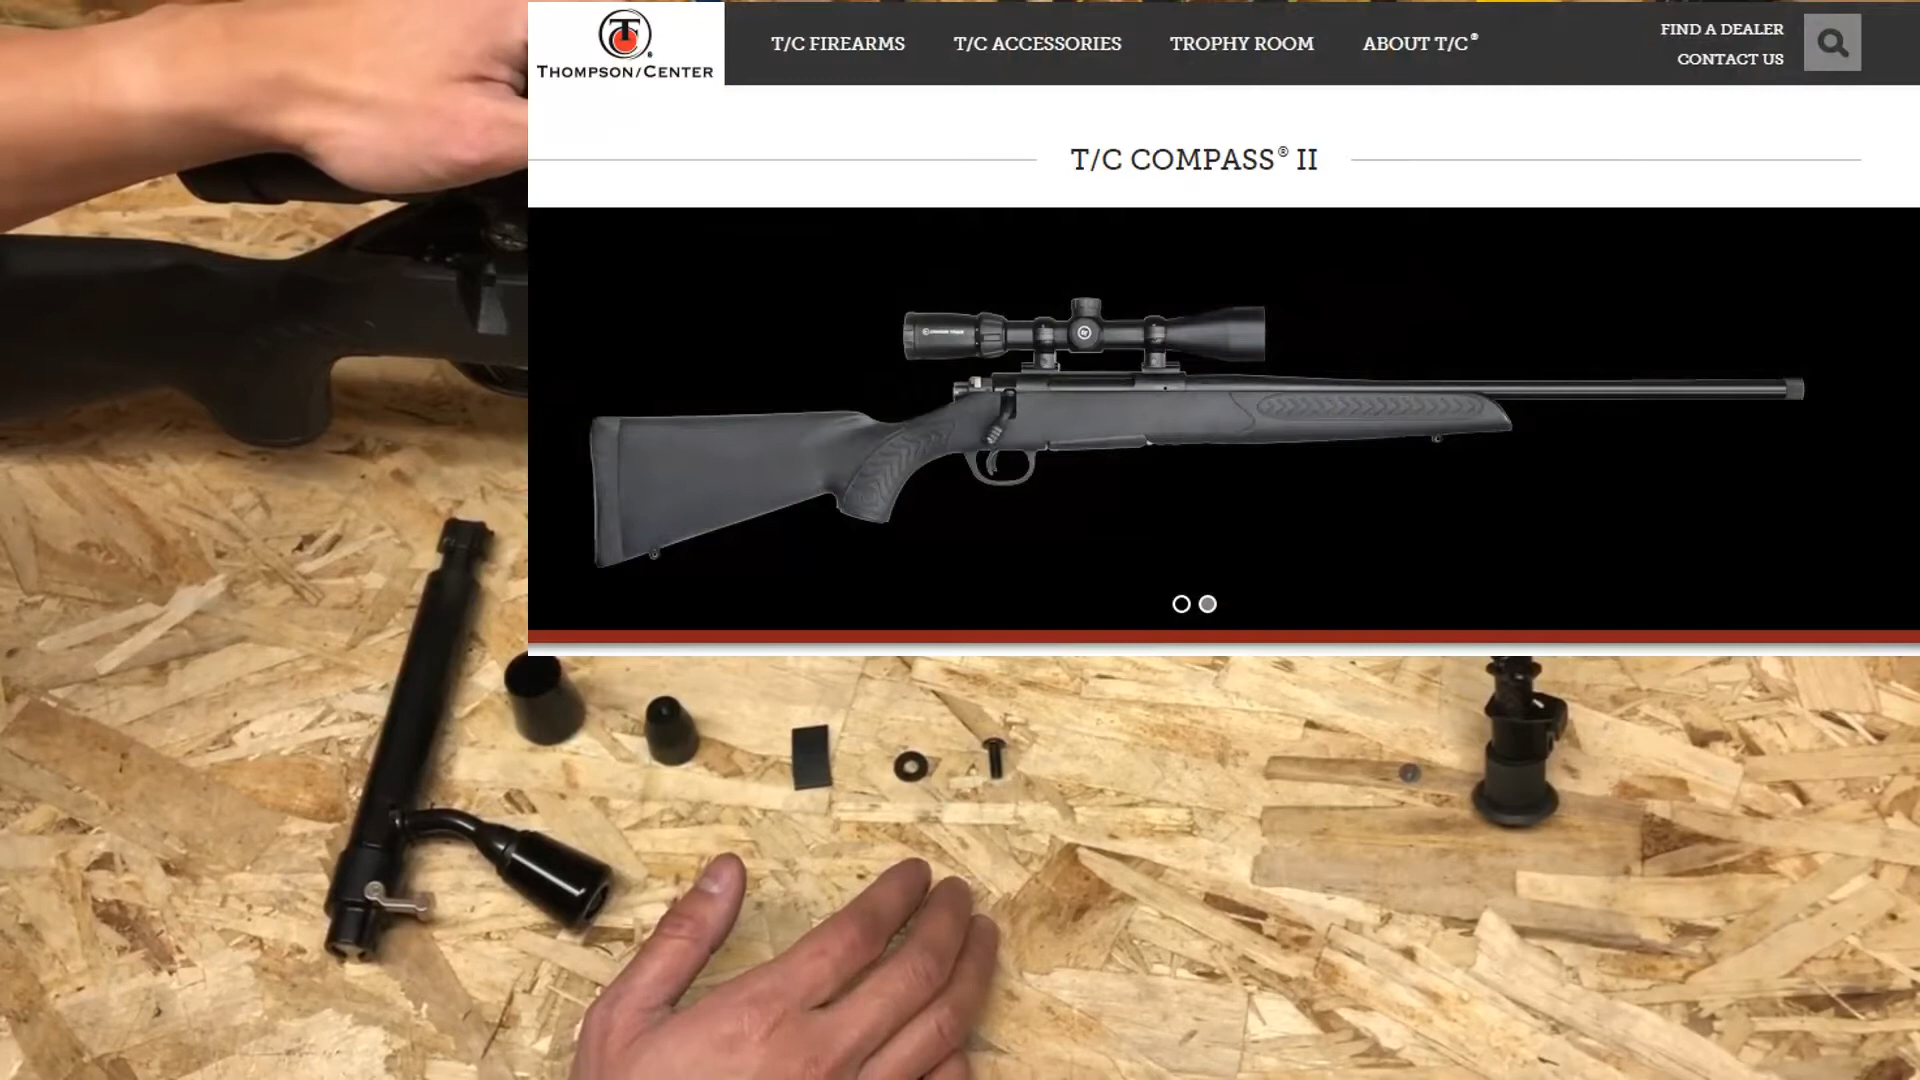 THOMPSON/CENTER
T/C FIREARMS
T/C ACCESSORIES
TROPHY ROOM
ABOUT T/C®
FIND A DEALER
CONTACT US
T/C COMPASS® II